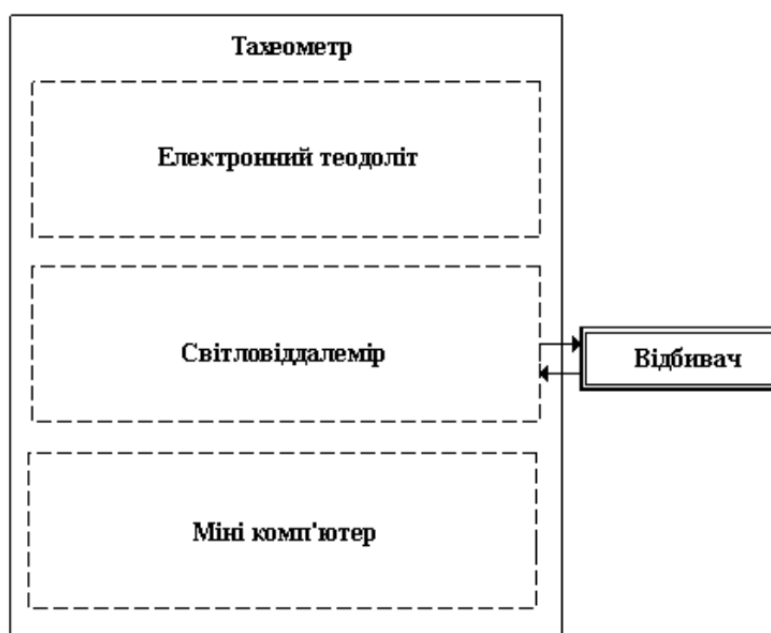 Тахеометр
Електронний теодоліт
Світловіддалемір
Відбивач
Міні комп'ютер